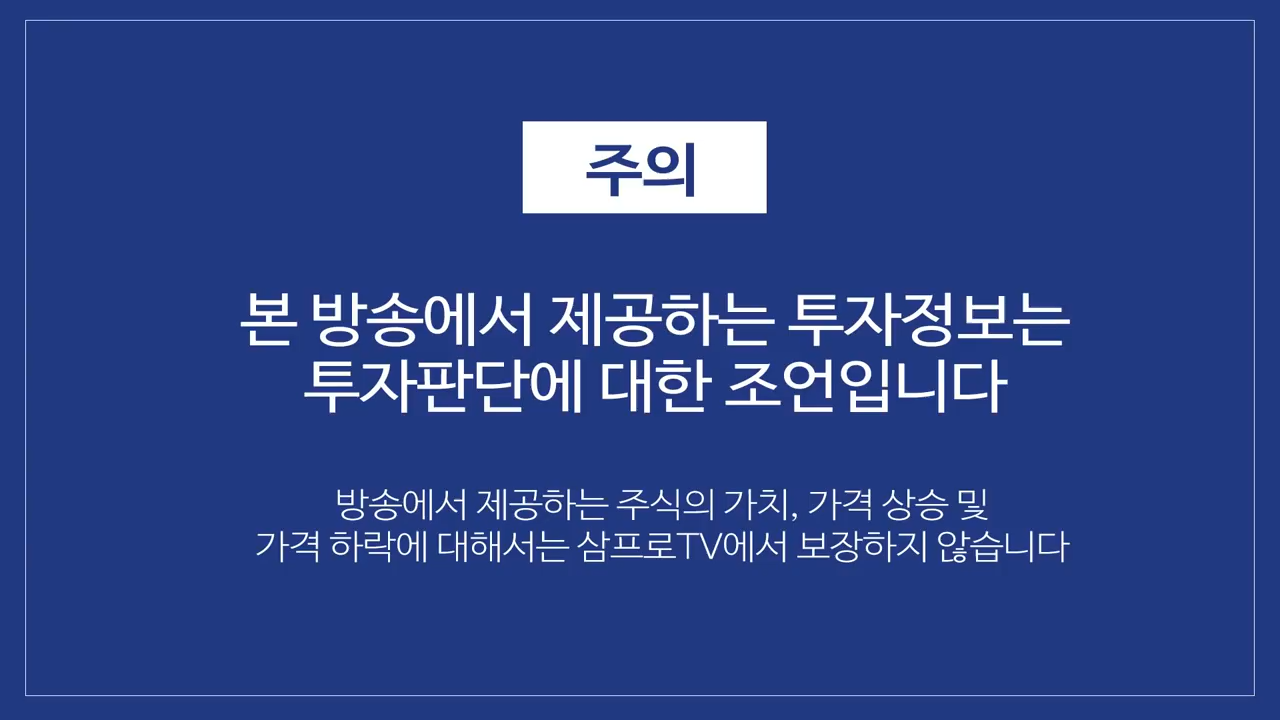 주의
본 방송에서 제공하는 투자정보는
투자판단에 대한 조언입니다
방송에서 제공하는 주식의 가치, 가격 상승 및
가격 하락에 대해서는 삼프로TV에서 보장하지 않습니다